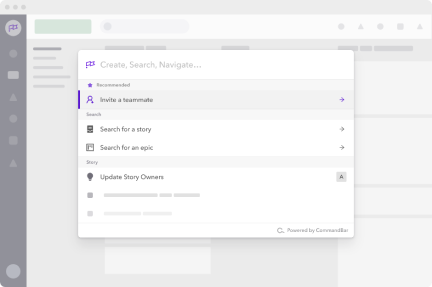 Create, Search, Navigate...
Recommended
Invite a teammate
Search
Search for a story
Search for an epic
Story
Update Story Owners
A
Powered by CommandBar